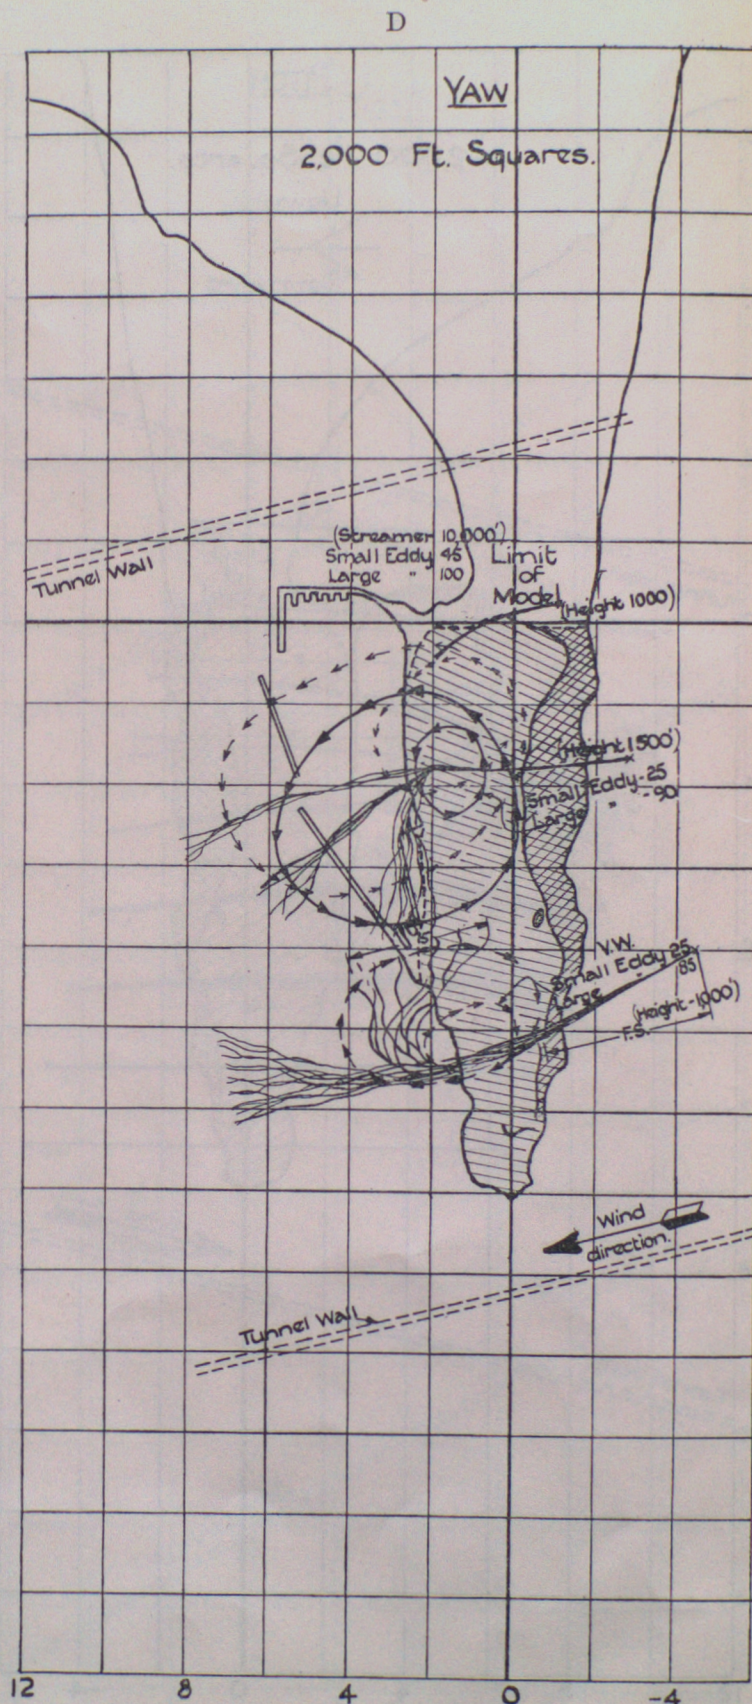 D
YAW
2,000 Ft. Squares.
Tunnel Wall
(Streamer 10,000')
Small Eddy 45
Large " 100
Limit
of
Model
(Height 1000)
(Height 1500')
Small Eddy-25
Large " -90
V.W.
Small Eddy 25
Large " 85
(Height-1000')
F.S.
Wind
direction.
Tunnel Wall
12 8 4 0 -4